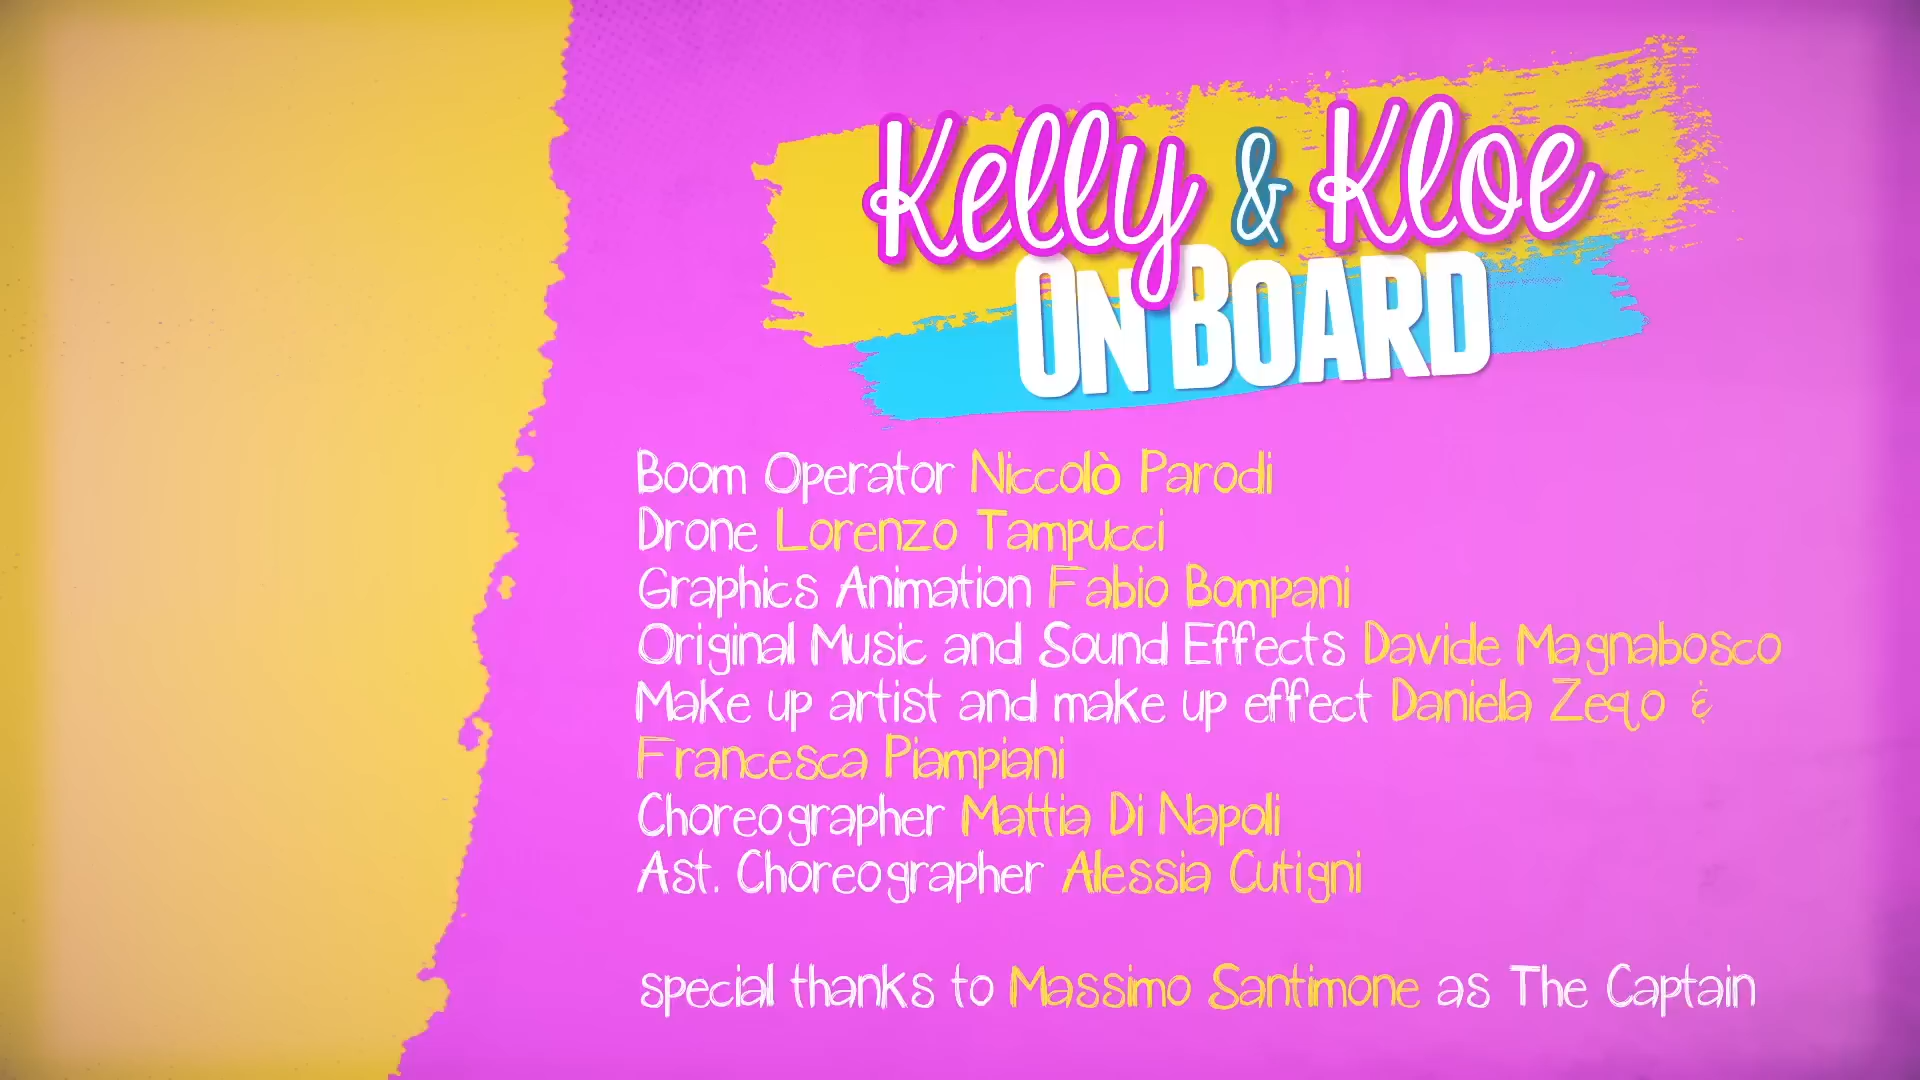 Kelly & Kloe
ON BOARD
Boom Operator Niccolò Parodi
Drone Lorenzo Tampucci
Graphics Animation Fabio Bompani
Original Music and Sound Effects Davide Magnabosco
Make up artist and make up effect Daniela Zeqo &
Francesca Piampiani
Choreographer Mattia Di Napoli
Ast. Choreographer Alessia Cutigni
special thanks to Massimo Santimone as The Captain